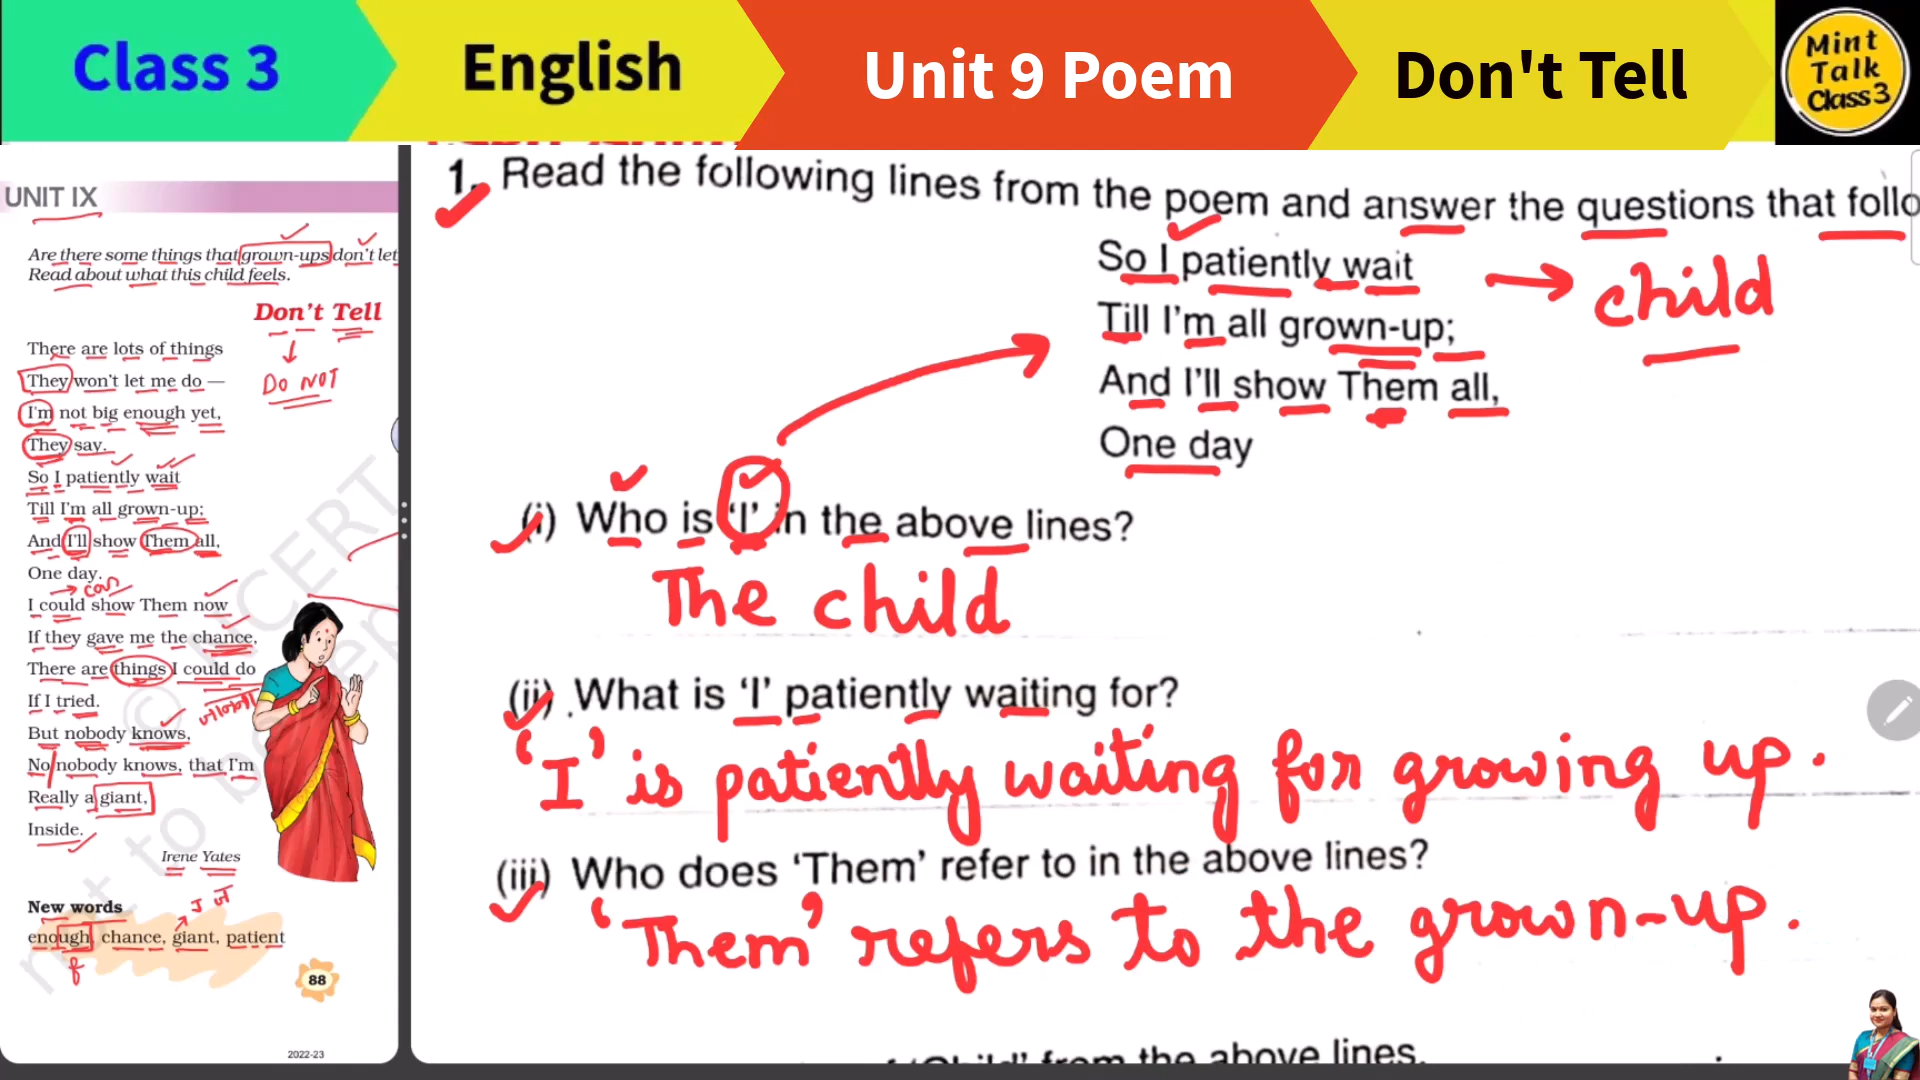 Class 3
English
Unit 9 Poem
Don't Tell
Mint
Talk
Class 3
UNIT IX
Are there some things that grown-ups don't let
Read about what this child feels.
Don't Tell
DO NOT
There are lots of things
They won't let me do —
I'm not big enough yet,
They say.
So I patiently wait
Till I'm all grown-up;
And I'll show Them all,
One day.
can
I could show Them now
If they gave me the chance,
There are things I could do
If I tried.
But nobody knows,
No nobody knows, that I'm
Really a giant,
Inside.
Irene Yates
New words
enough, chance, giant, patient
f
88
2022-23
1. Read the following lines from the poem and answer the questions that follo
So I patiently wait
Till I'm all grown-up;
And I'll show Them all,
One day
child
(i) Who is 'I' in the above lines?
The child
(ii) What is 'I' patiently waiting for?
'I' is patiently waiting for growing up.
(iii) Who does 'Them' refer to in the above lines?
'Them' refers to the grown-up.
from the above lines.